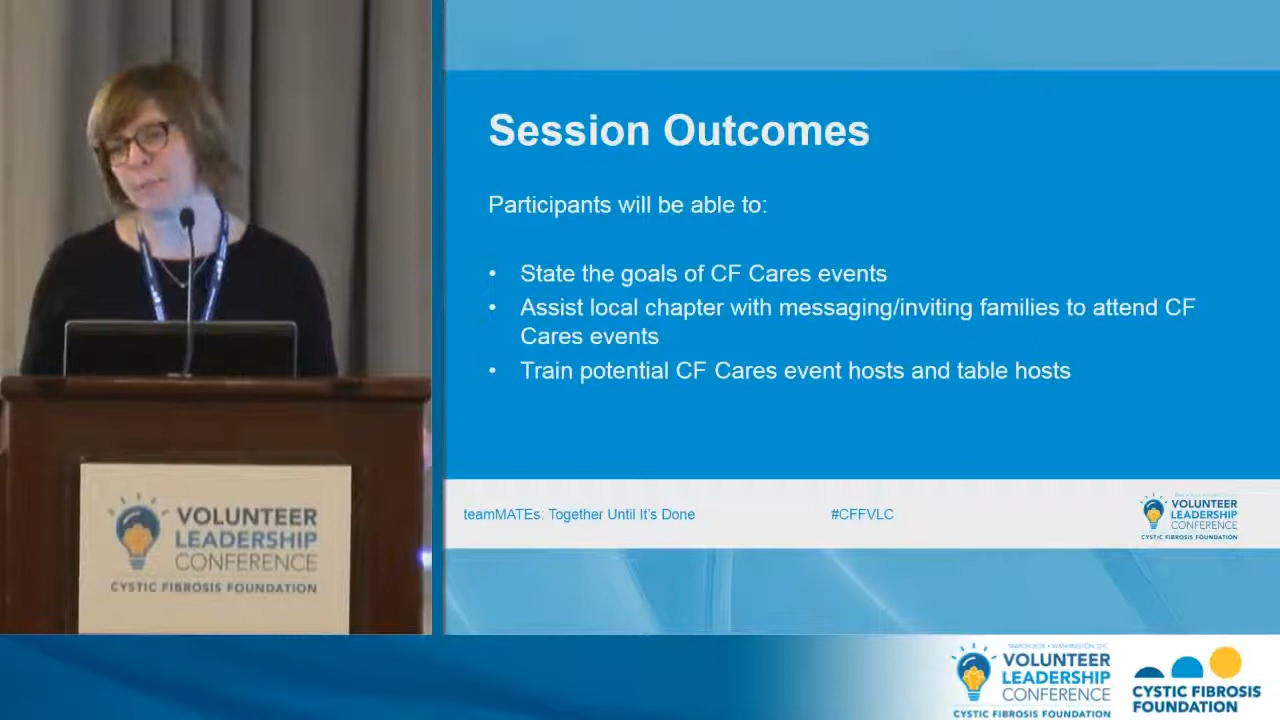 Session Outcomes
Participants will be able to:
• State the goals of CF Cares events
• Assist local chapter with messaging/inviting families to attend CF
Cares events
• Train potential CF Cares event hosts and table hosts
teamMATEs: Together Until It's Done
#CFFVLC
VOLUNTEER
LEADERSHIP
CONFERENCE
CYSTIC FIBROSIS FOUNDATION
VOLUNTEER
LEADERSHIP
CONFERENCE
CYSTIC FIBROSIS FOUNDATION
VOLUNTEER
LEADERSHIP
CONFERENCE
CYSTIC FIBROSIS FOUNDATION
CYSTIC FIBROSIS
FOUNDATION